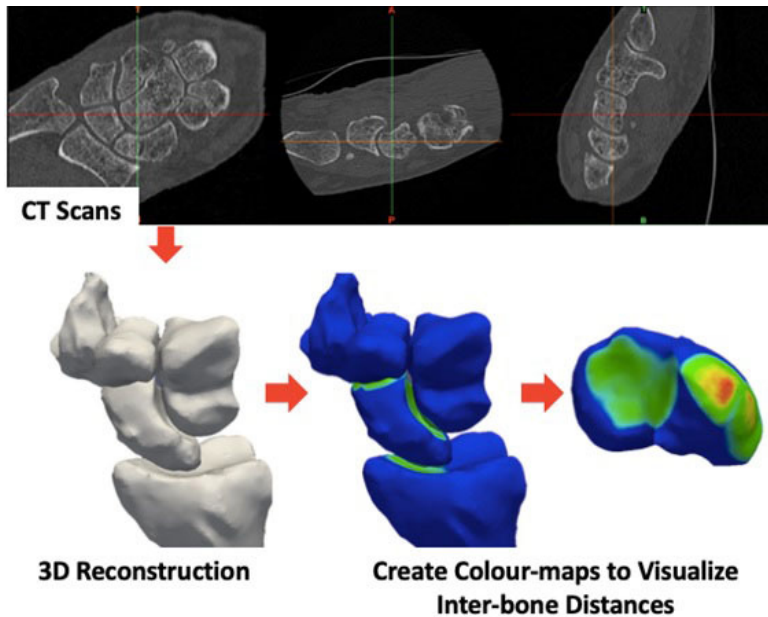 A
CT Scans
P
R
3D Reconstruction
Create Colour-maps to Visualize
Inter-bone Distances